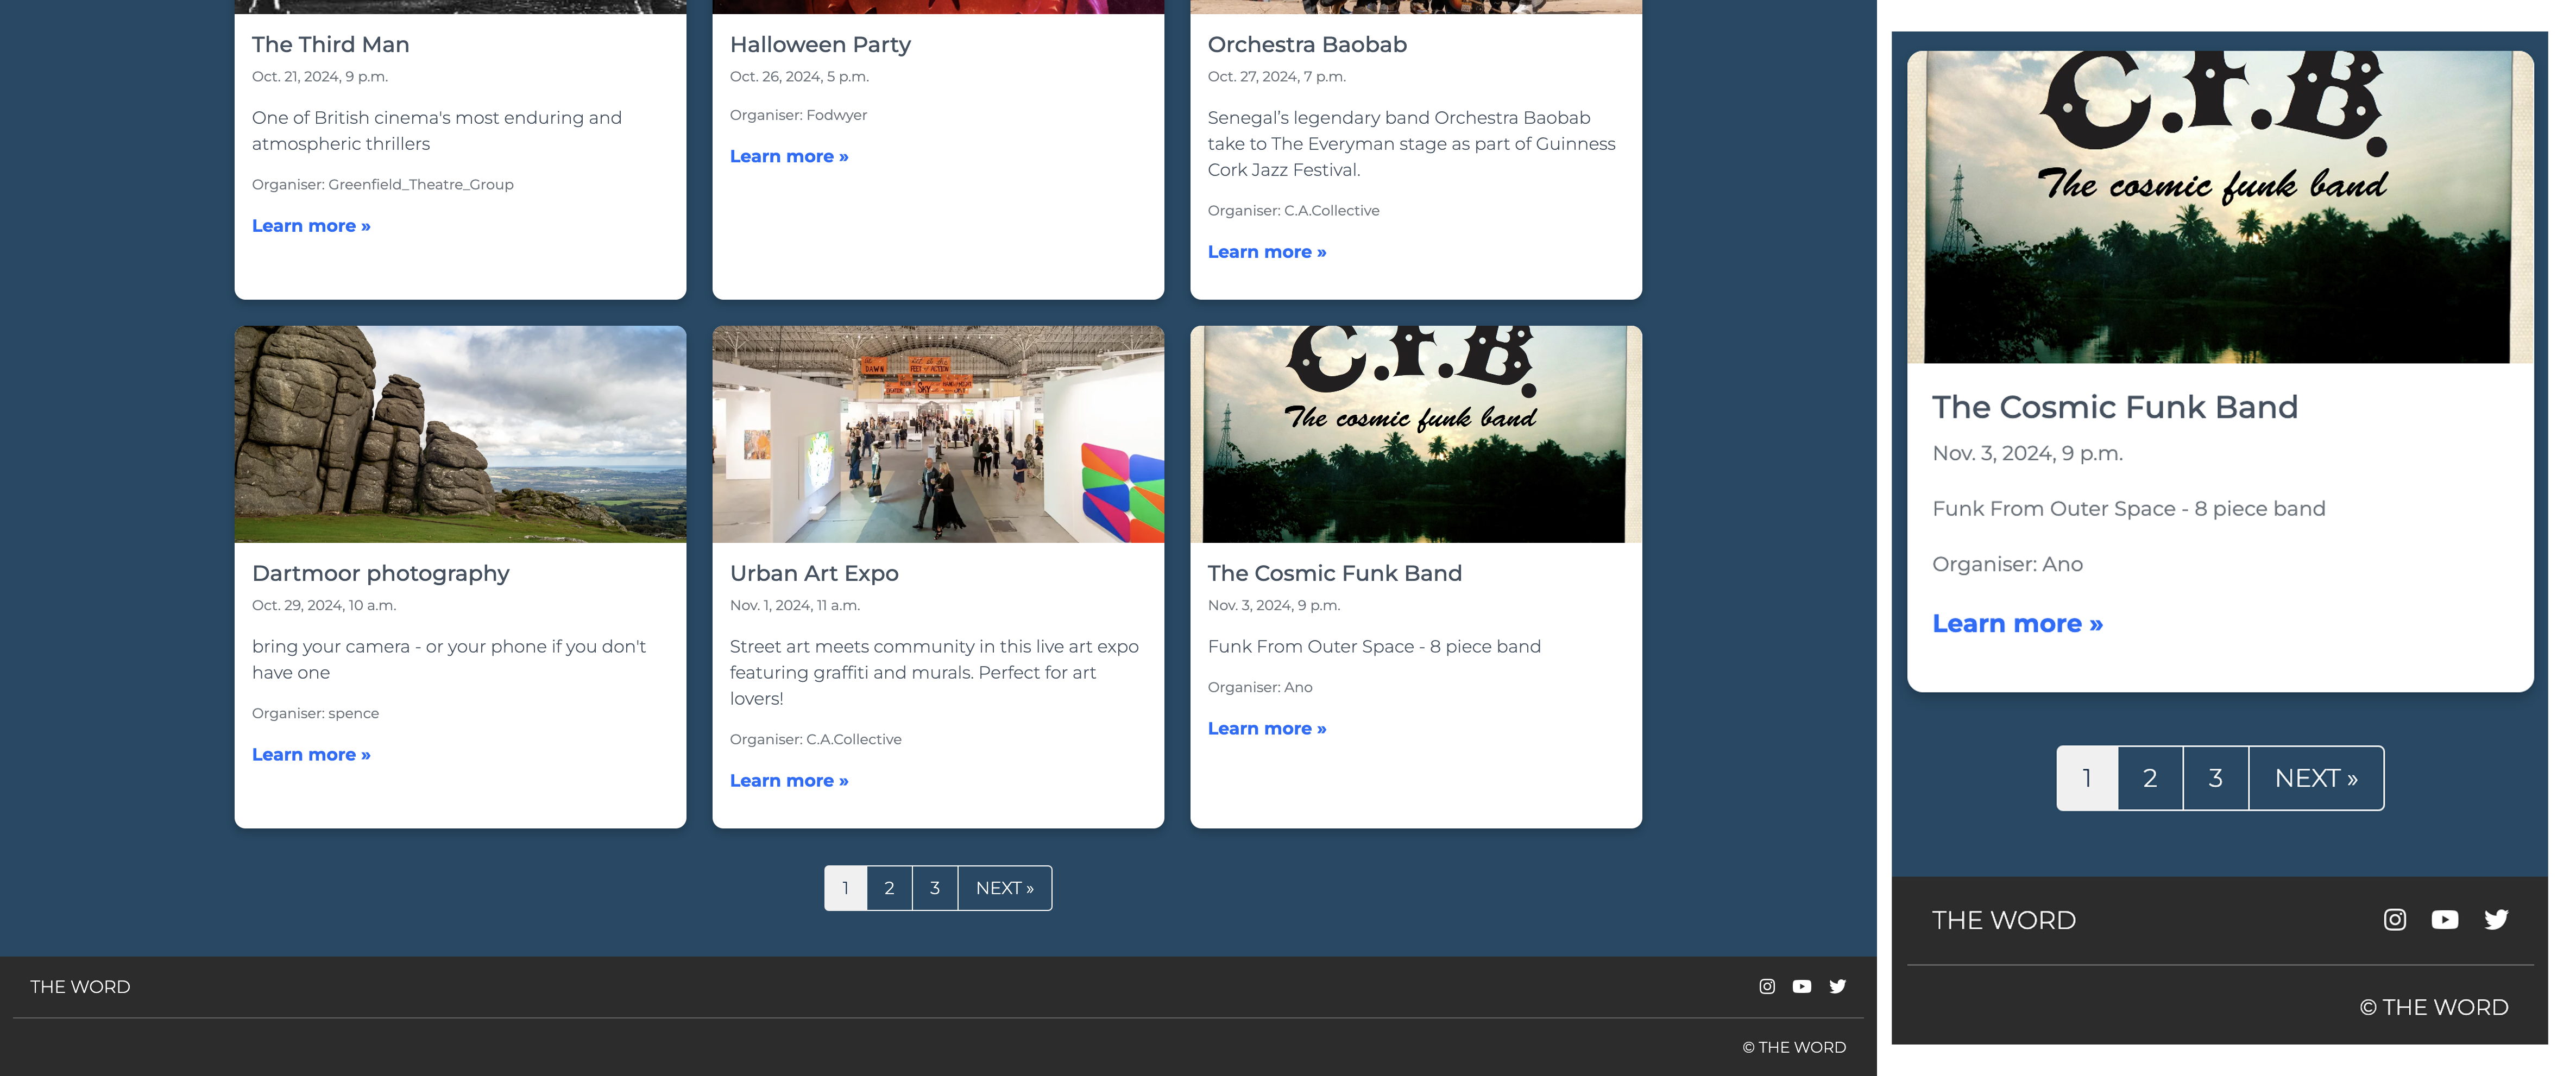 The Third Man
Oct. 21, 2024, 9 p.m.
One of British cinema's most enduring and
atmospheric thrillers
Organiser: Greenfield_Theatre_Group
Learn more »
Halloween Party
Oct. 26, 2024, 5 p.m.
Organiser: Fodwyer
Learn more »
Orchestra Baobab
Oct. 27, 2024, 7 p.m.
Senegal’s legendary band Orchestra Baobab
take to The Everyman stage as part of Guinness
Cork Jazz Festival.
Organiser: C.A.Collective
Learn more »
Dartmoor photography
Oct. 29, 2024, 10 a.m.
bring your camera - or your phone if you don't
have one
Organiser: spence
Learn more »
DAWN
SKY
Urban Art Expo
Nov. 1, 2024, 11 a.m.
Street art meets community in this live art expo
featuring graffiti and murals. Perfect for art
lovers!
Organiser: C.A.Collective
Learn more »
C.F.B.
The cosmic funk band
The Cosmic Funk Band
Nov. 3, 2024, 9 p.m.
Funk From Outer Space - 8 piece band
Organiser: Ano
Learn more »
1 2 3 NEXT »
THE WORD
© THE WORD
C.F.B.
The cosmic funk band
The Cosmic Funk Band
Nov. 3, 2024, 9 p.m.
Funk From Outer Space - 8 piece band
Organiser: Ano
Learn more »
1 2 3 NEXT »
THE WORD
© THE WORD